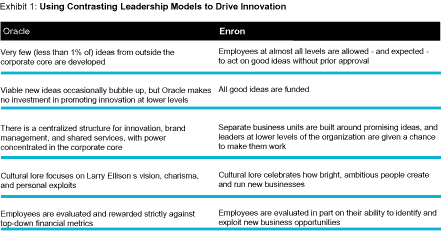 Exhibit 1: Using Contrasting Leadership Models to Drive Innovation
Oracle
Enron
Very few (less than 1% of) ideas from outside the
corporate core are developed
Employees at almost all levels are allowed - and expected -
to act on good ideas without prior approval
Viable new ideas occasionally bubble up, but Oracle makes
no investment in promoting innovation at lower levels
All good ideas are funded
There is a centralized structure for innovation, brand
management, and shared services, with power
concentrated in the corporate core
Separate business units are built around promising ideas, and
leaders at lower levels of the organization are given a chance
to make them work
Cultural lore focuses on Larry Ellison s vision, charisma,
and personal exploits
Cultural lore celebrates how bright, ambitious people create
and run new businesses
Employees are evaluated and rewarded strictly against
top-down financial metrics
Employees are evaluated in part on their ability to identify and
exploit new business opportunities